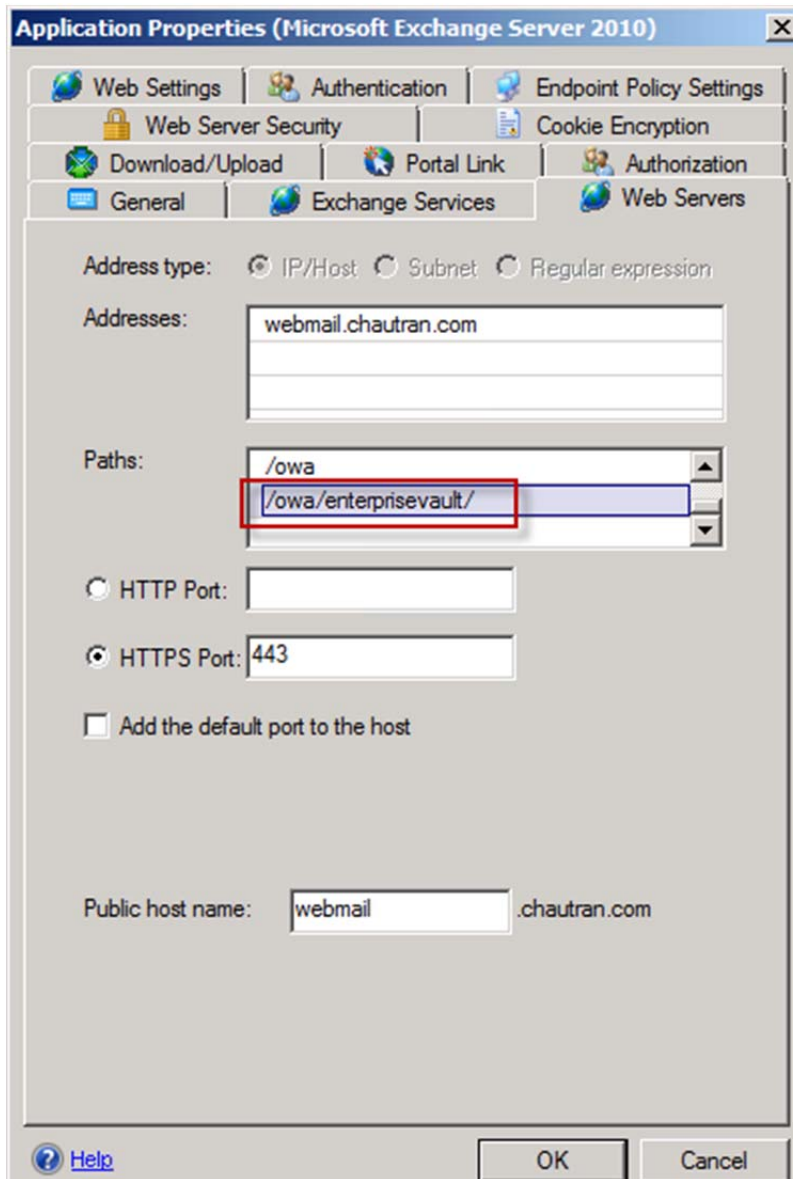 Application Properties (Microsoft Exchange Server 2010)
Web Settings Authentication Endpoint Policy Settings
Web Server Security Cookie Encryption
Download/Upload Portal Link Authorization
General Exchange Services Web Servers
Address type: IP/Host Subnet Regular expression
Addresses: webmail.chautran.com
Paths: /owa
/owa/enterprisevault/
HTTP Port:
HTTPS Port: 443
Add the default port to the host
Public host name: webmail .chautran.com
Help OK Cancel